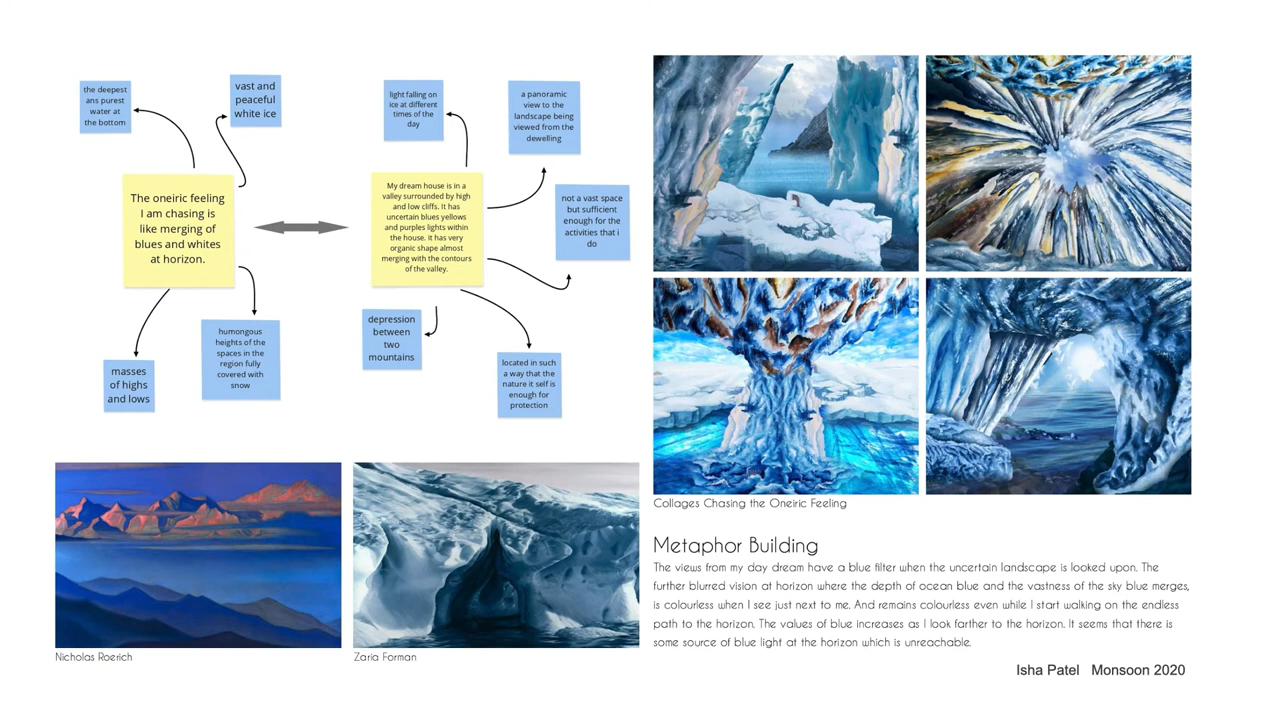 the deepest
ans purest
water at
the bottom
vast and
peaceful
white ice
The oneiric feeling
I am chasing is
like merging of
blues and whites
at horizon.
masses
of highs
and lows
humongous
heights of the
spaces in the
region fully
covered with
snow
light falling on
ice at different
times of the
day
a panoramic
view to the
landscape being
viewed from the
dewelling
My dream house is in a
valley surrounded by high
and low cliffs. It has
uncertain blues yellows
and purples lights within
the house. it has very
organic shape almost
merging with the contours
of the valley.
not a vast space
but sufficient
enough for the
activities that i
do
depression
between
two
mountains
located in such
a way that the
nature it self is
enough for
protection
Nicholas Roerich
Zaria Forman
Collages Chasing the Oneiric Feeling
Metaphor Building
The views from my day dream have a blue filter when the uncertain landscape is looked upon. The
further blurred vision at horizon where the depth of ocean blue and the vastness of the sky blue merges,
is colourless when I see just next to me. And remains colourless even while I start walking on the endless
path to the horizon. The values of blue increases as I look farther to the horizon. It seems that there is
some source of blue light at the horizon which is unreachable.
Isha Patel Monsoon 2020